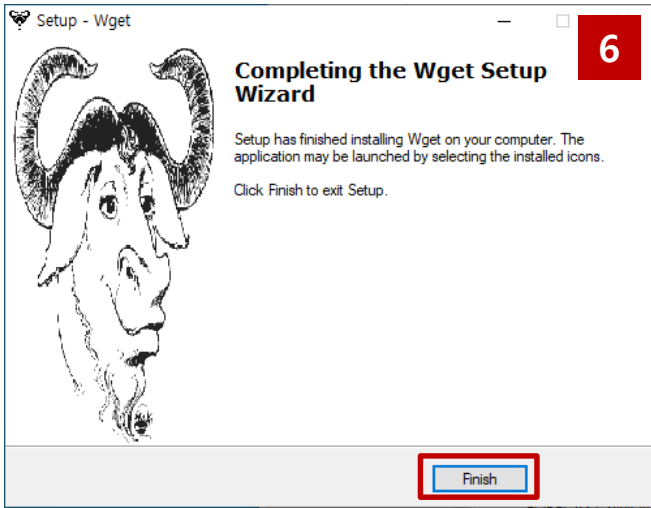 Setup - Wget
6
Completing the Wget Setup
Wizard
Setup has finished installing Wget on your computer. The
application may be launched by selecting the installed icons.
Click Finish to exit Setup.
Finish